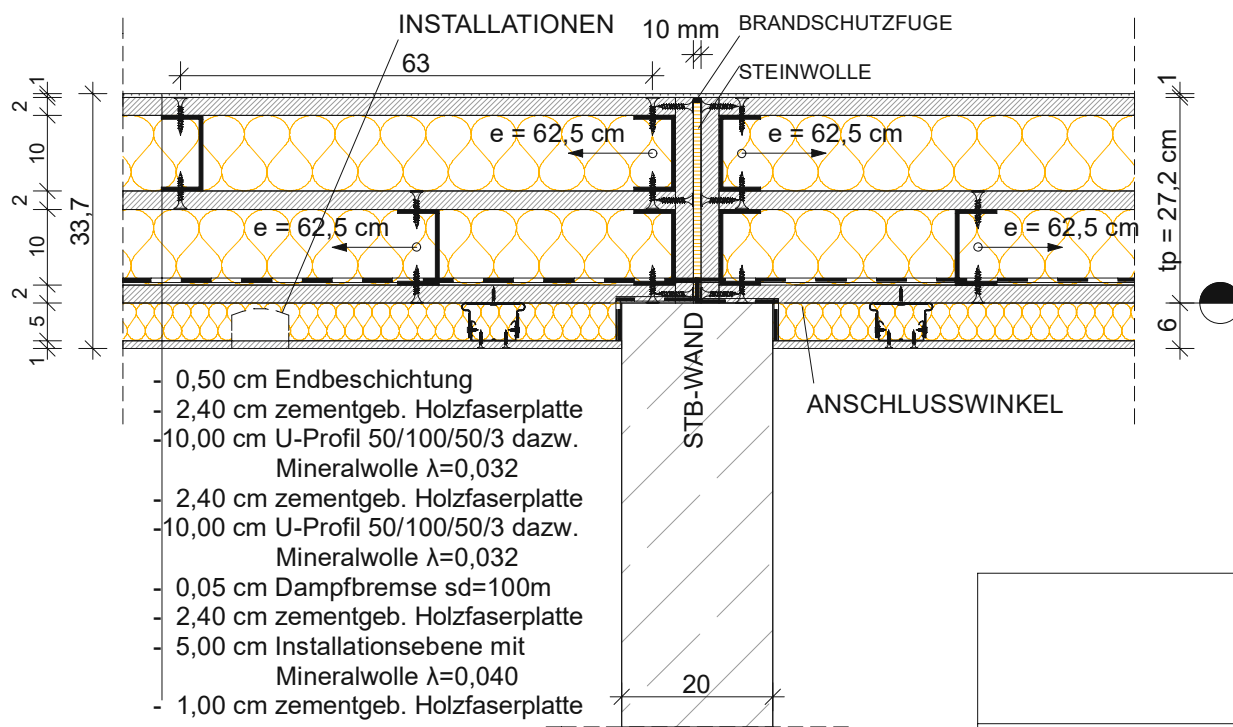 INSTALLATIONEN
10 mm
BRANDSCHUTZFUGE
STEINWOLLE
63
1
2
10
2
10
2
5
1
33,7
e = 62,5 cm
e = 62,5 cm
e = 62,5 cm
e = 62,5 cm
1
tp = 27,2 cm
6
STB-WAND
ANSCHLUSSWINKEL
- 0,50 cm Endbeschichtung
- 2,40 cm zementgeb. Holzfaserplatte
-10,00 cm U-Profil 50/100/50/3 dazw.
Mineralwolle λ=0,032
- 2,40 cm zementgeb. Holzfaserplatte
-10,00 cm U-Profil 50/100/50/3 dazw.
Mineralwolle λ=0,032
- 0,05 cm Dampfbremse sd=100m
- 2,40 cm zementgeb. Holzfaserplatte
- 5,00 cm Installationsebene mit
Mineralwolle λ=0,040
- 1,00 cm zementgeb. Holzfaserplatte
20